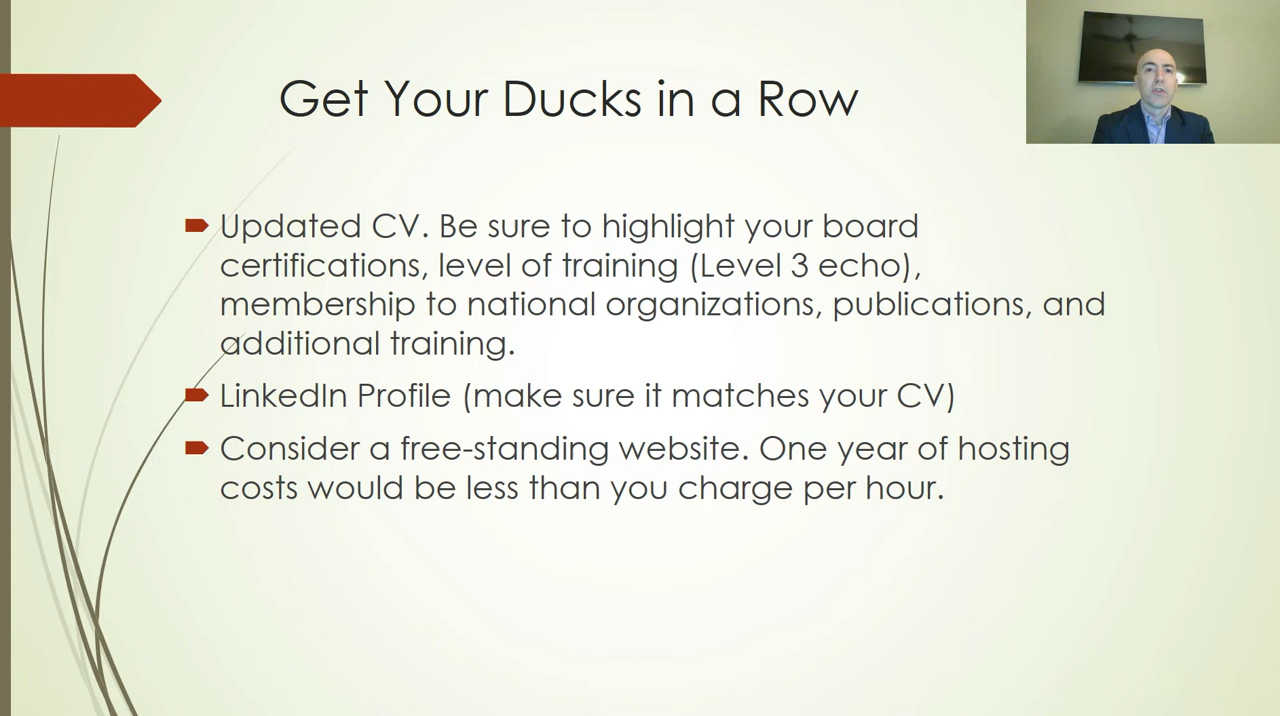 Get Your Ducks in a Row
Updated CV. Be sure to highlight your board
certifications, level of training (Level 3 echo),
membership to national organizations, publications, and
additional training.
LinkedIn Profile (make sure it matches your CV)
Consider a free-standing website. One year of hosting
costs would be less than you charge per hour.